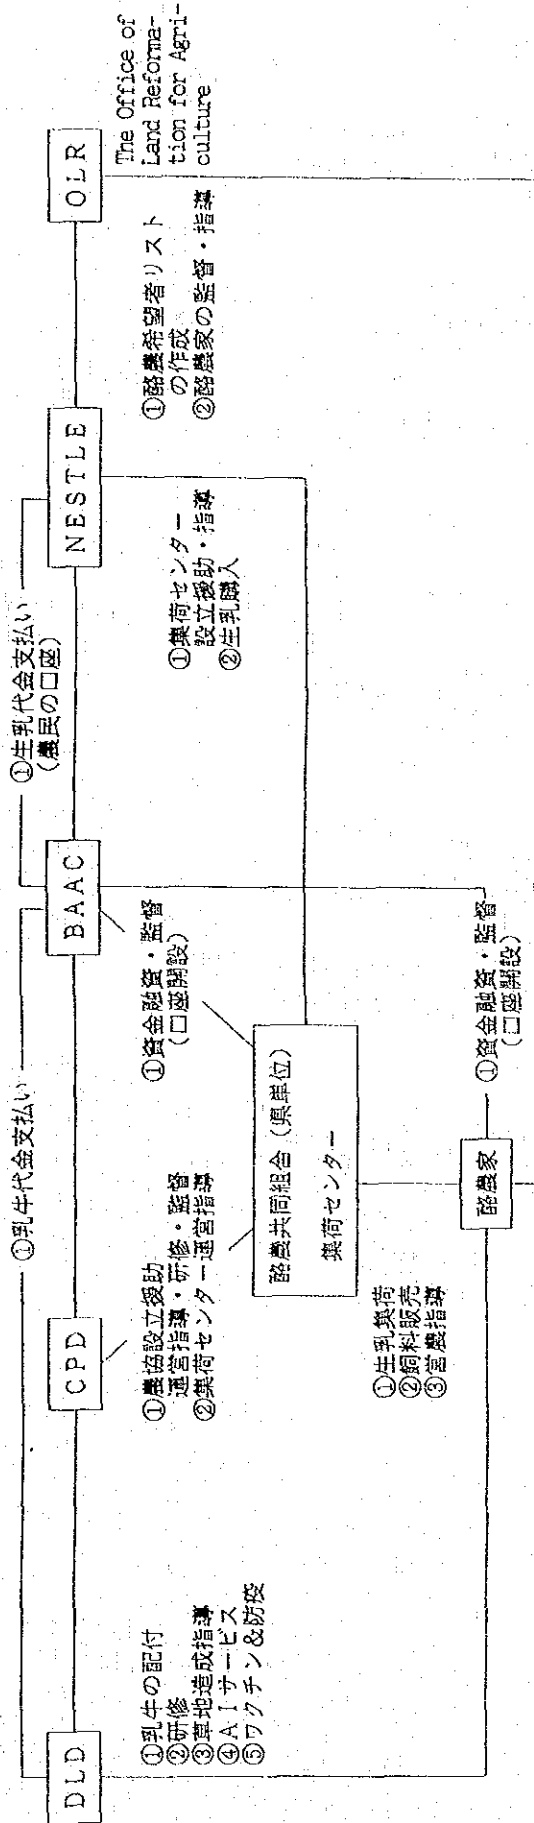 ①乳牛代金支払い
①生乳代金支払い
(農民の口座)
DLD
CPD
BAAC
NESTLE
OLR
The Office of
Land Reforma-
tion for Agri-
culture
①乳牛の配付
②研修
③草地造成指導
④AIサービス
⑤ワクチン&防疫
①農協設立援助
運営指導・研修・監督
②集荷センター運営指導
①資金融資・監督
(口座開設)
①集荷センター
設立援助・指導
②生乳購入
①酪農希望者リスト
の作成
②酪農家の監督・指導
酪農共同組合(県単位)
集荷センター
①生乳集荷
②飼料販売
③営農指導
酪農家
①資金融資・監督
(口座開設)